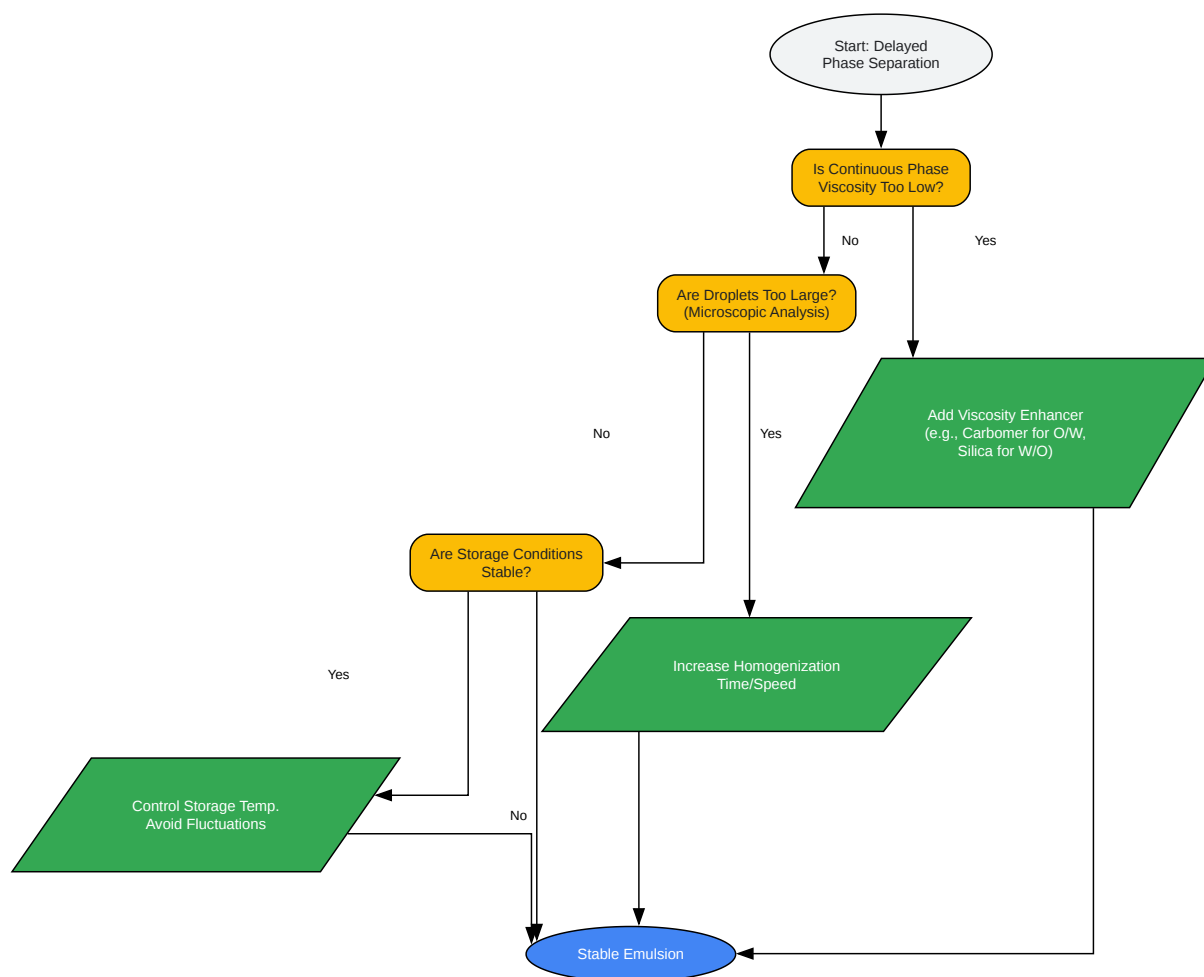 Start: Delayed
Phase Separation
Is Continuous Phase
Viscosity Too Low?
No
Yes
Are Droplets Too Large?
(Microscopic Analysis)
Add Viscosity Enhancer
(e.g., Carbomer for O/W,
Silica for W/O)
No
Yes
Are Storage Conditions
Stable?
Increase Homogenization
Time/Speed
Yes
Control Storage Temp.
Avoid Fluctuations
No
Stable Emulsion